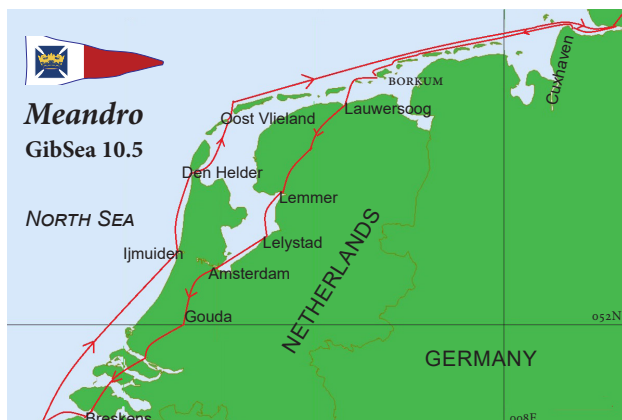 Meandro
GibSea 10.5
NORTH SEA
BORKUM
Cuxhaven
Lauwersoog
Oost Vlieland
Den Helder
Lemmer
Lelystad
Ijmuiden
Amsterdam
Gouda
NETHERLANDS
052N
GERMANY
Breskens
008E